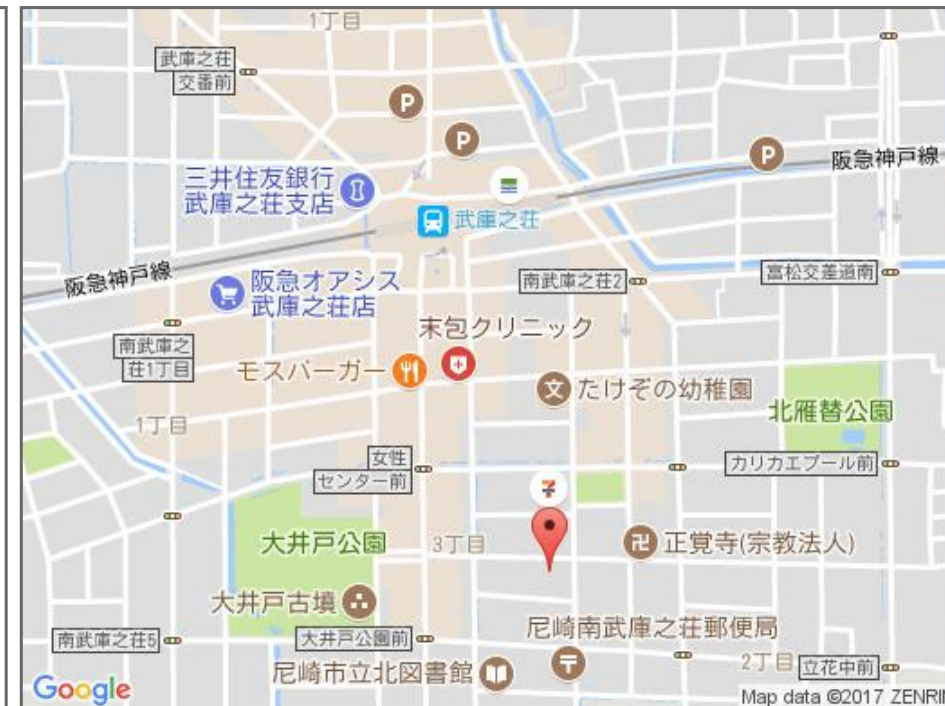 1丁目
武庫之荘
交番前
P
P
P
阪急神戸線
三井住友銀行
武庫之荘支店
武庫之荘
阪急神戸線
阪急オアシス
武庫之荘店
南武庫之荘2
富松交差道南
末包クリニック
南武庫之
荘1丁目
モスバーガー
文
たけぞの幼稚園
北雁替公園
1丁目
女性
センター前
カリカエプール前
7
大井戸公園
3丁目
卍
正覚寺(宗教法人)
大井戸古墳
尼崎南武庫之荘郵便局
南武庫之荘5
大井戸公園前
〒
2丁目
立花中前
尼崎市立北図書館
Google
Map data ©2017 ZENRIN